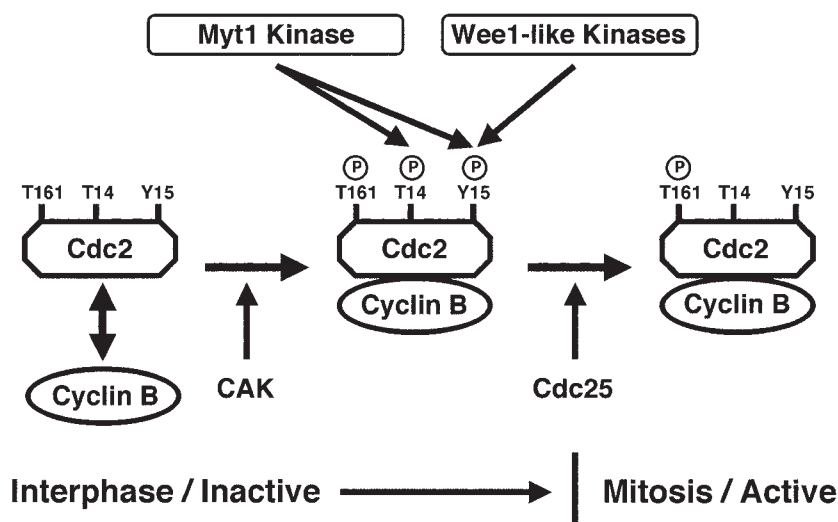 Myt1 Kinase Wee1-like Kinases
P P P P
T161 T14 Y15 T161 T14 Y15 T161 T14 Y15
Cdc2 Cdc2 Cdc2
Cyclin B Cyclin B
Cyclin B CAK Cdc25
Interphase / Inactive Mitosis / Active